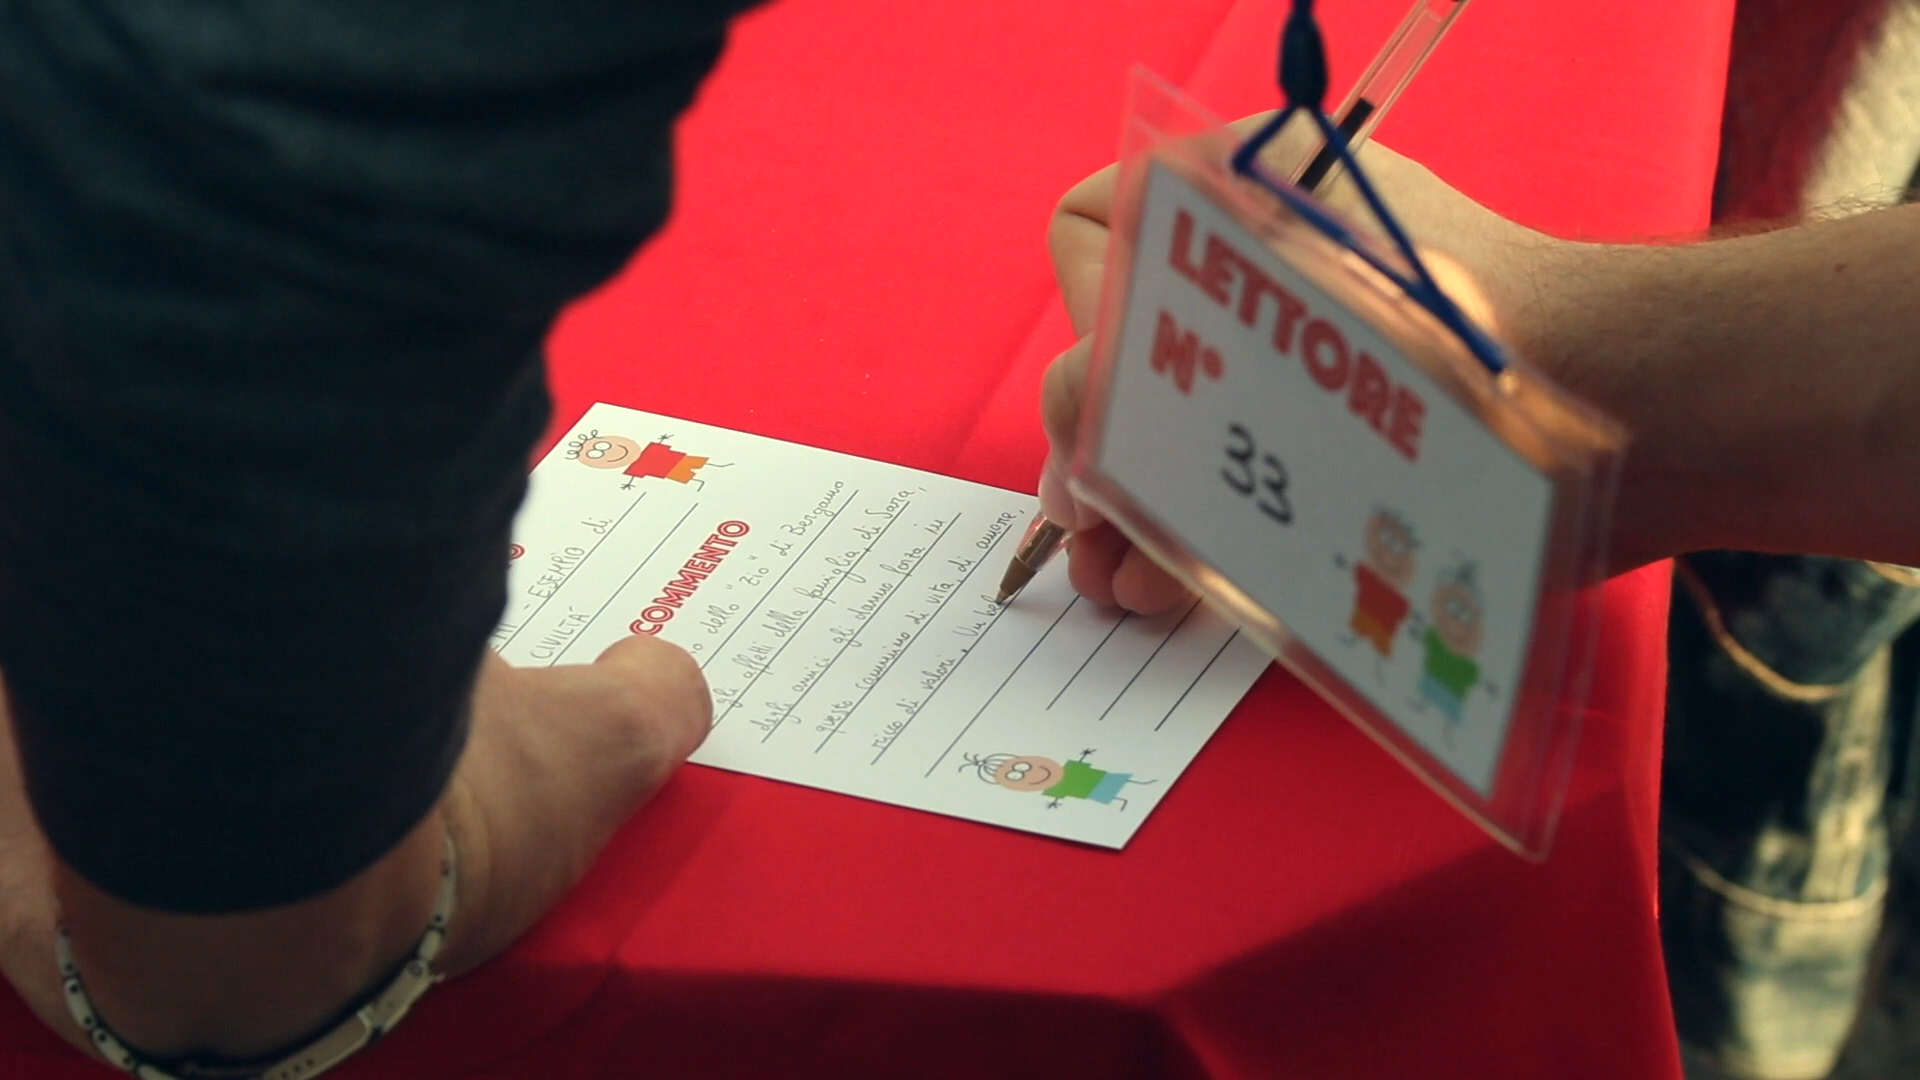 - ESEMPIO di
CIVILTÁ
COMMENTO
dello "Zio" di Bergamo
gli affetti della famiglia, di Sara,
degli amici gli danno forza in
questo cammino di vita, di amore,
ricco di valori. Un bel
LETTORE
N°
33